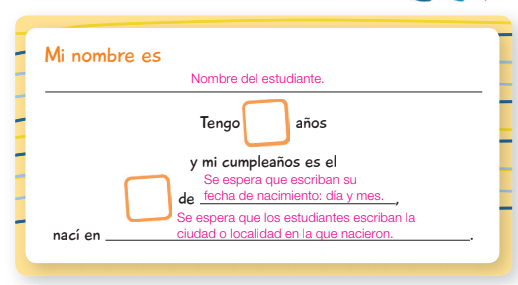 Mi nombre es
Nombre del estudiante.
Tengo años
y mi cumpleaños es el
Se espera que escriban su
de fecha de nacimiento: día y mes.,
Se espera que los estudiantes escriban la
nací en ciudad o localidad en la que nacieron.
.